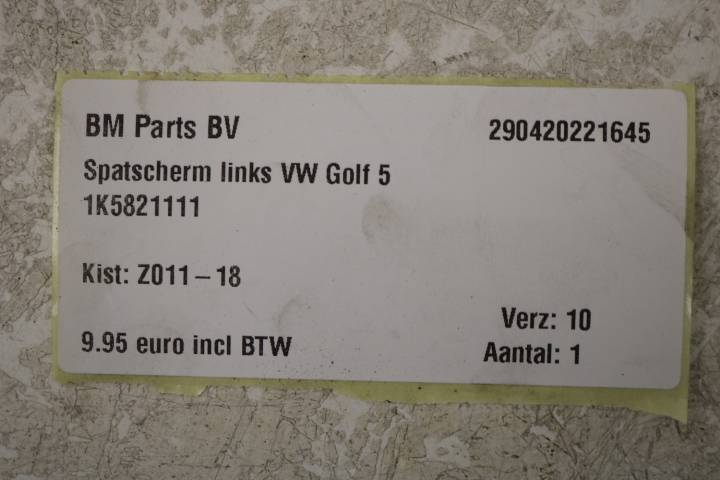 BM Parts BV 290420221645
Spatscherm links VW Golf 5
1K5821111
Kist: Z011-18
Verz: 10
9.95 euro incl BTW Aantal: 1